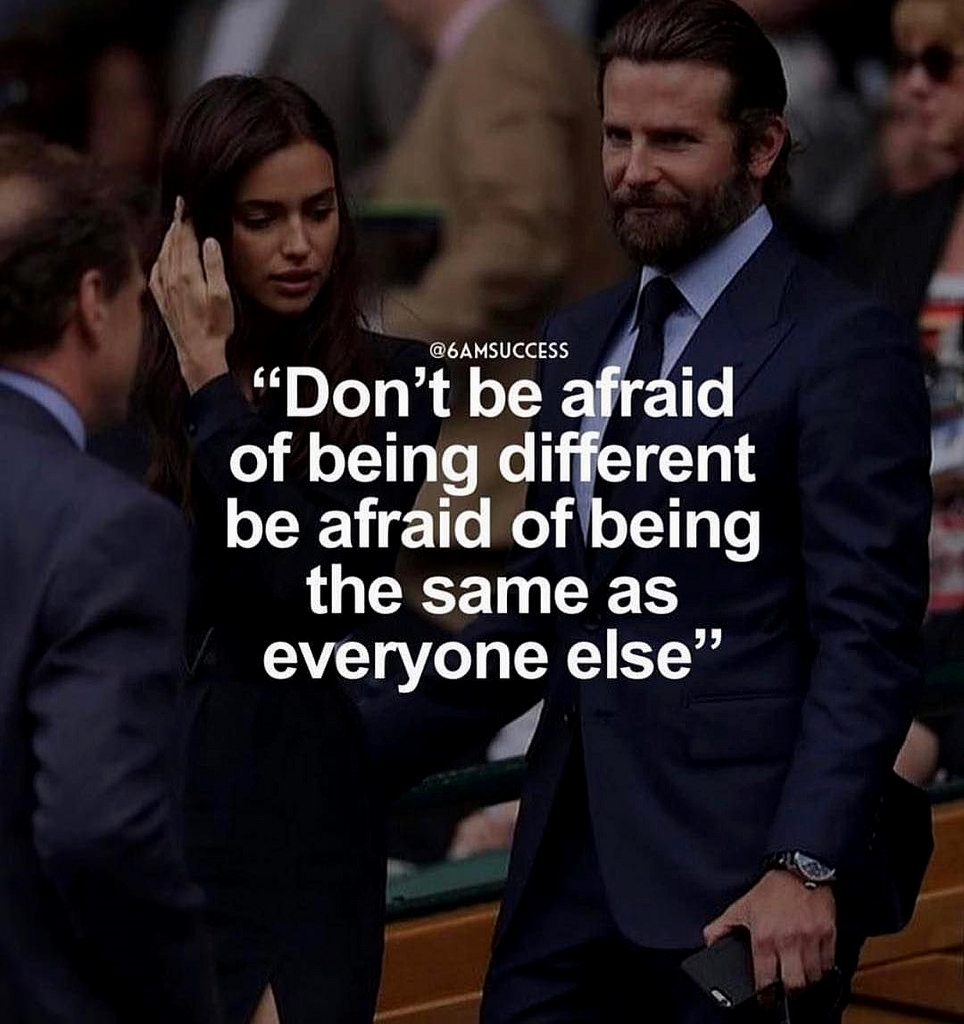 @6AMSUCCESS
“Don’t be afraid
of being different
be afraid of being
the same as
everyone else”